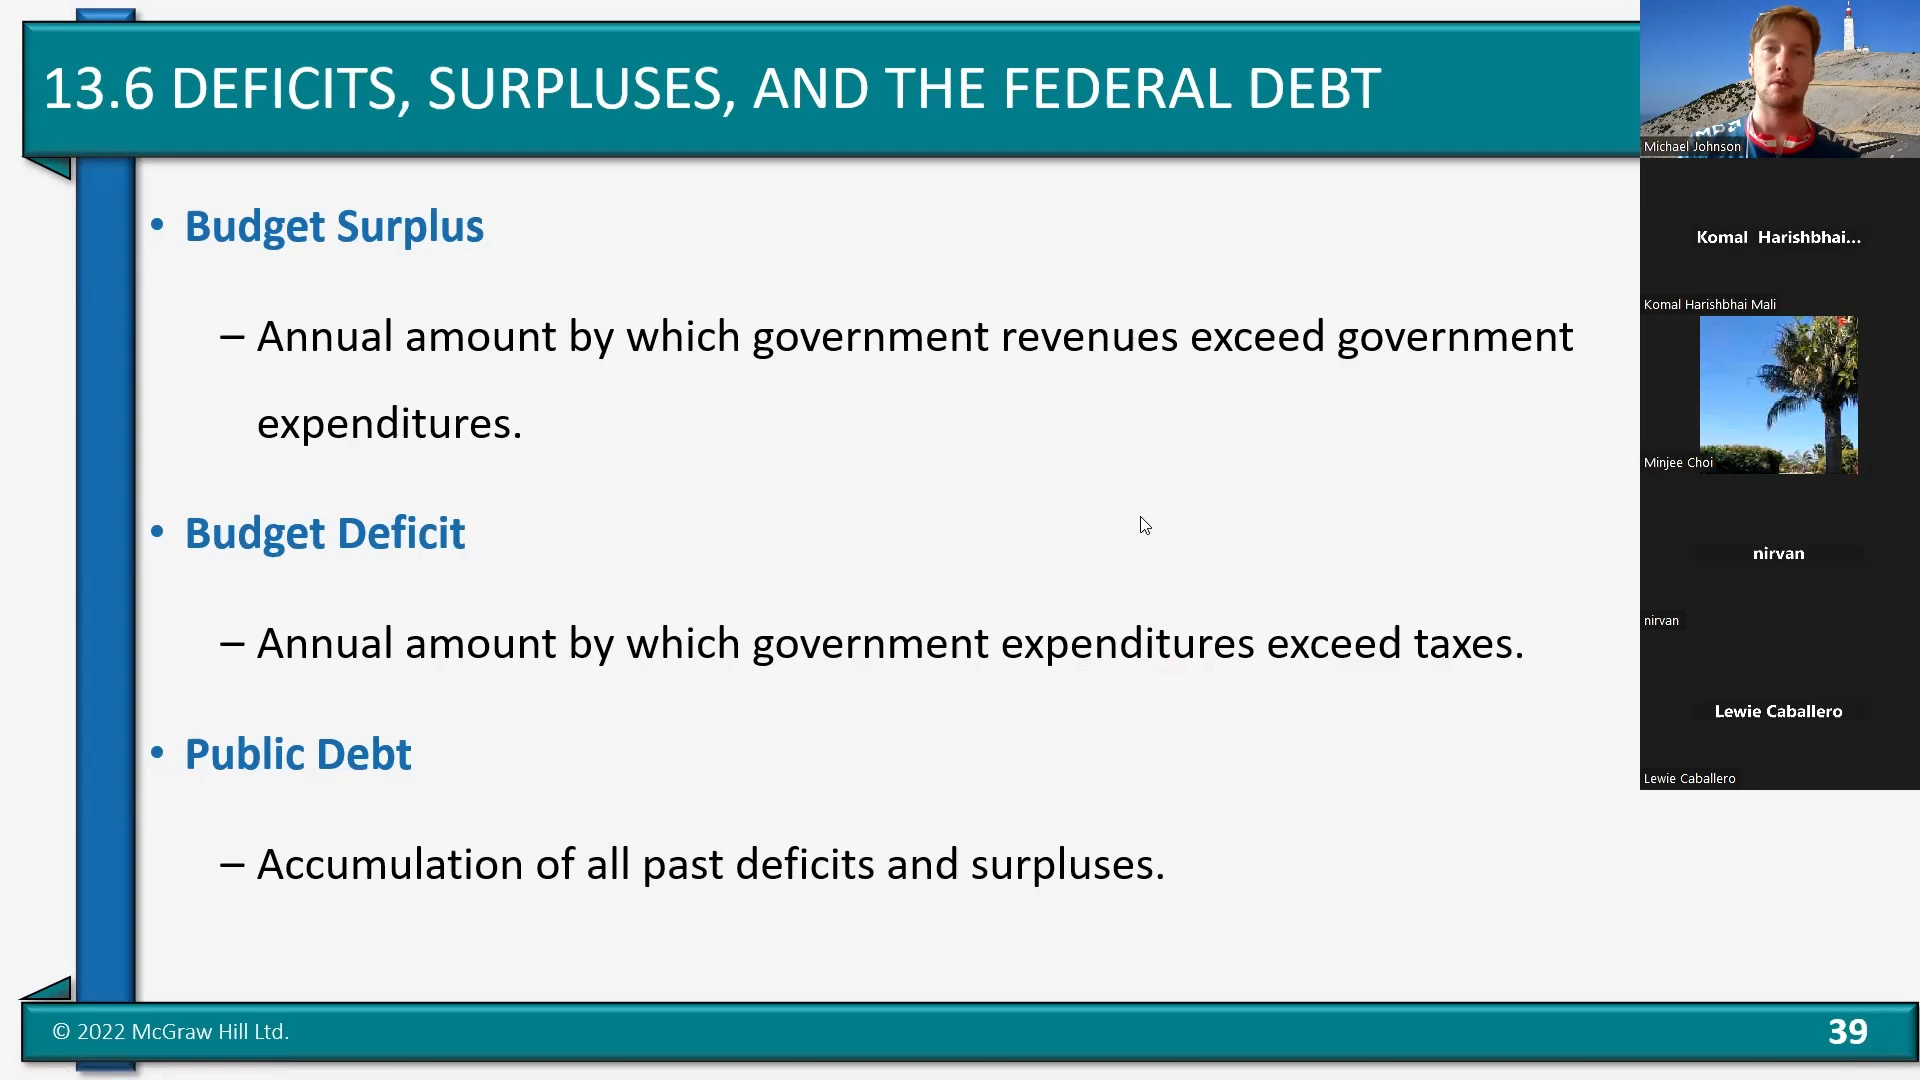 13.6 DEFICITS, SURPLUSES, AND THE FEDERAL DEBT
• Budget Surplus
– Annual amount by which government revenues exceed government
expenditures.
• Budget Deficit
– Annual amount by which government expenditures exceed taxes.
• Public Debt
– Accumulation of all past deficits and surpluses.
© 2022 McGraw Hill Ltd.
39
Michael Johnson
Komal Harishbhai...
Komal Harishbhai Mali
Minjee Choi
nirvan
nirvan
Lewie Caballero
Lewie Caballero